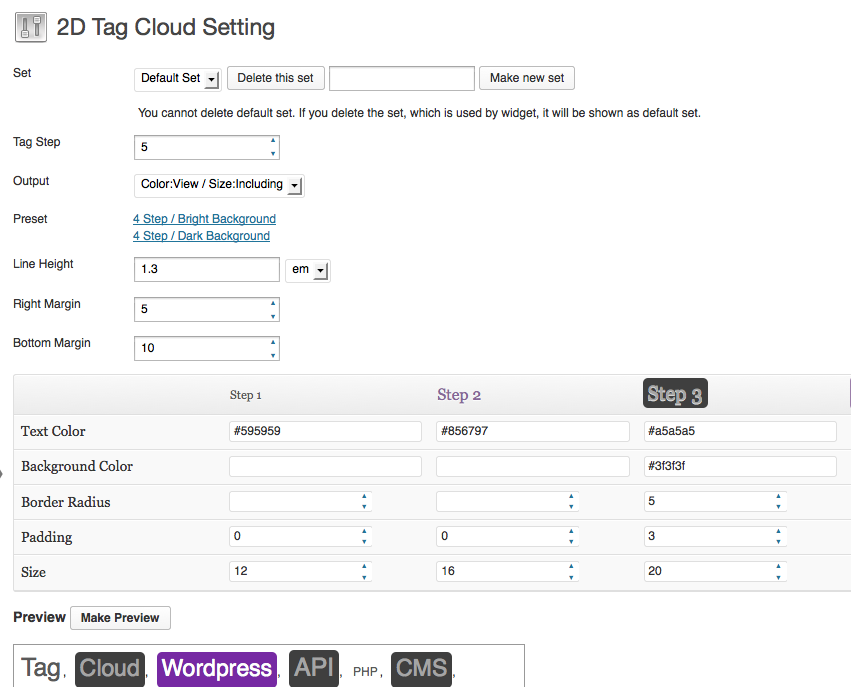 2D Tag Cloud Setting
Set Default Set Delete this set Make new set
You cannot delete default set. If you delete the set, which is used by widget, it will be shown as default set.
Tag Step 5
Output Color:View / Size:Including
Preset 4 Step / Bright Background
4 Step / Dark Background
Line Height 1.3 em
Right Margin 5
Bottom Margin 10
Step 1 Step 2 Step 3
Text Color #595959 #856797 #a5a5a5
Background Color #3f3f3f
Border Radius 5
Padding 0 0 3
Size 12 16 20
Preview Make Preview
Tag, Cloud, Wordpress, API, PHP, CMS,